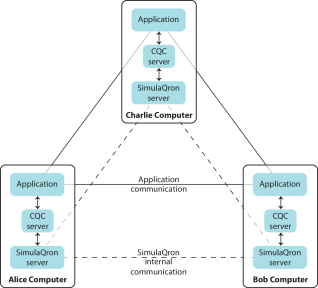 Application
CQC
server
SimulaQron
server
Charlie Computer
Application
communication
Application
CQC
server
SimulaQron
server
Alice Computer
SimulaQron
internal
communication
Application
CQC
server
SimulaQron
server
Bob Computer